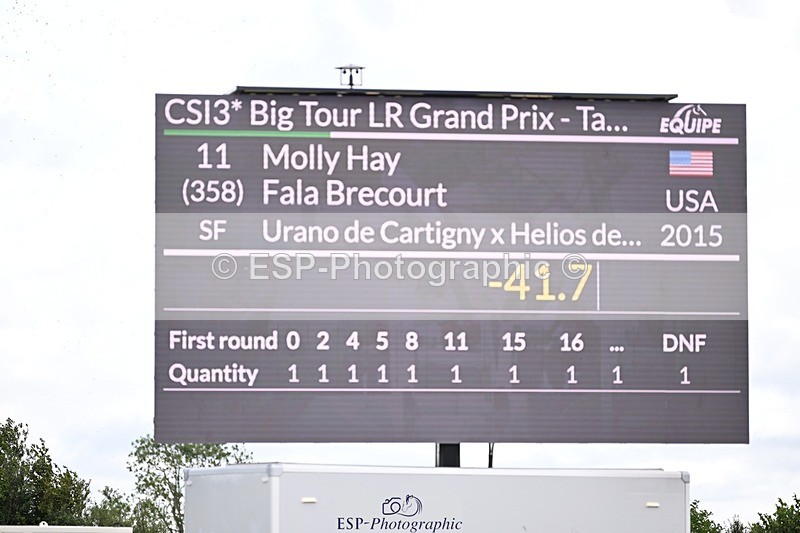 CSI3* Big Tour LR Grand Prix - Ta... EQUIPE
11 Molly Hay
(358) Fala Brecourt USA
SF Urano de Cartigny x Helios de... 2015
© ESP-Photographic ©
-41.7
First round 0 2 4 5 8 11 15 16 ... DNF
Quantity 1 1 1 1 1 1 1 1 1 1
ESP-Photographic